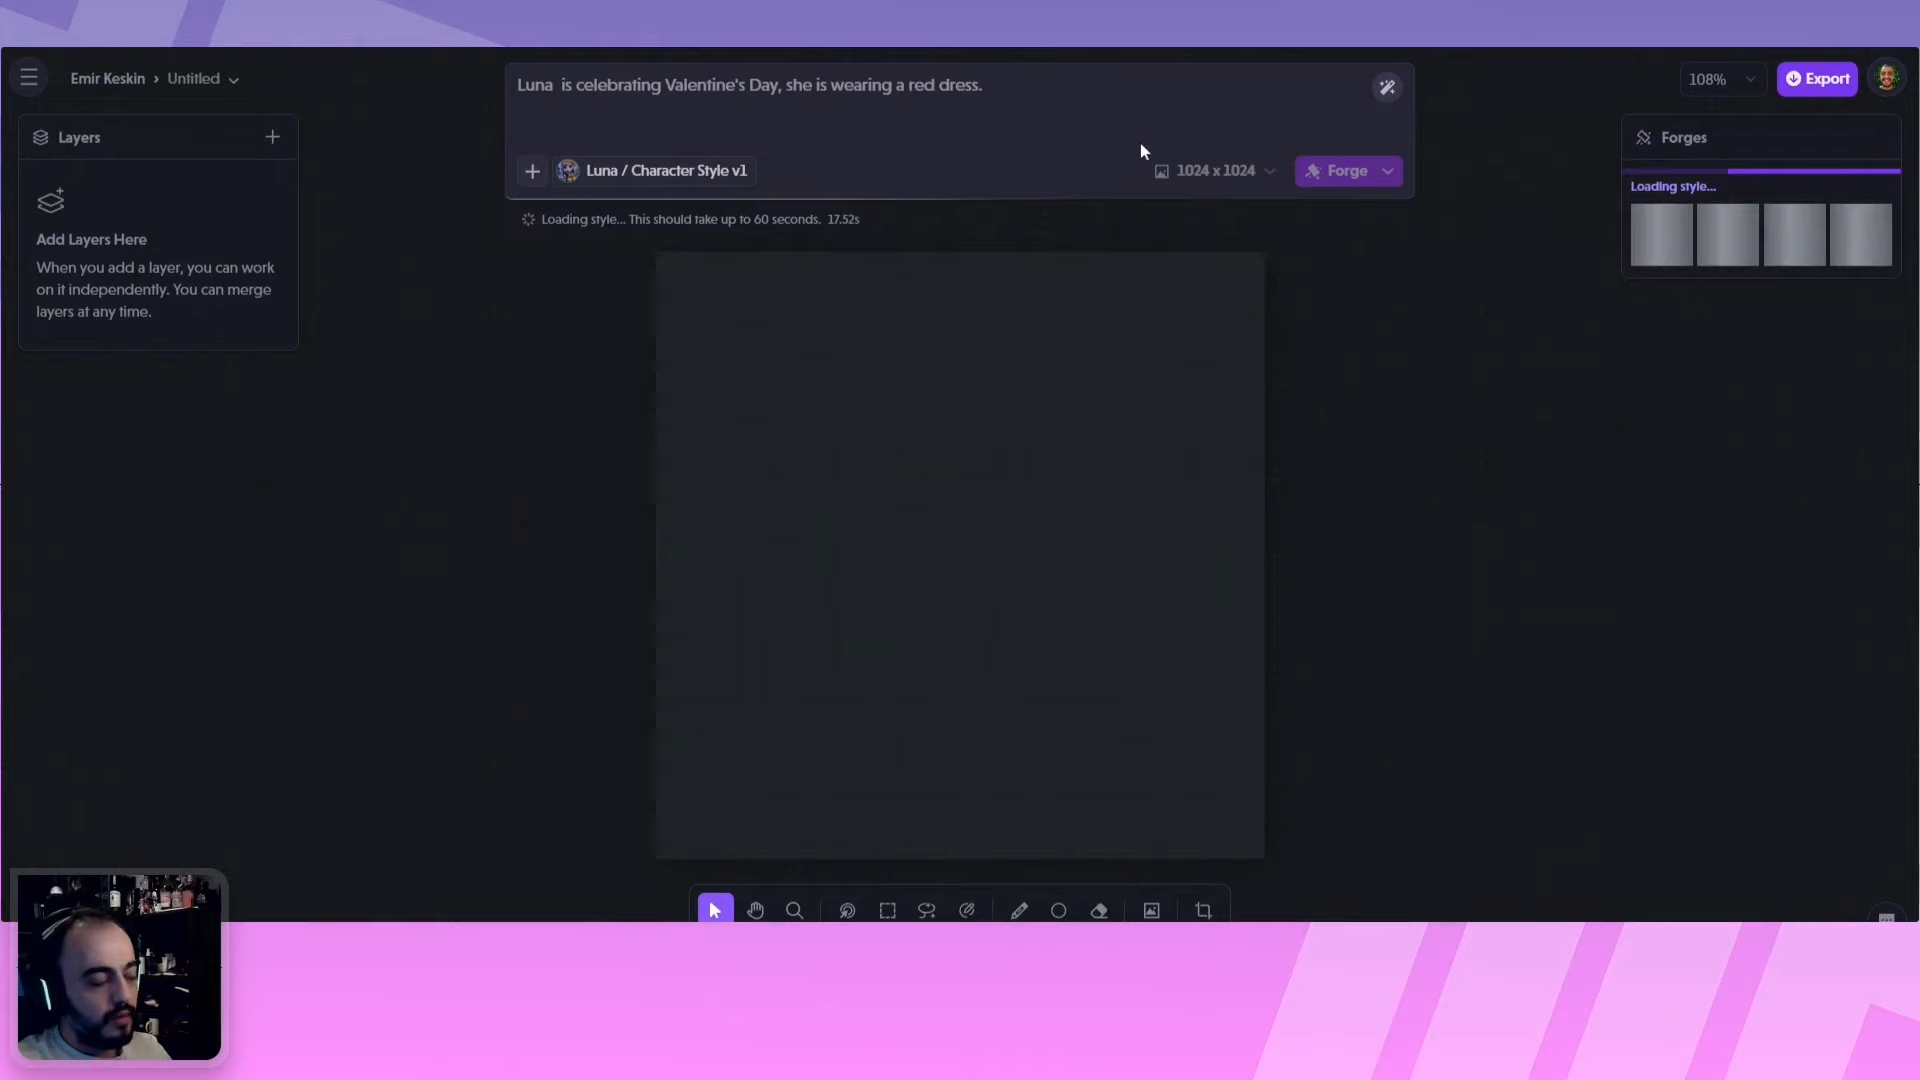 Emir Keskin › Untitled
Luna  is celebrating Valentine's Day, she is wearing a red dress.
108%
Export
Layers
Forges
Luna / Character Style v1
1024 x 1024
Forge
Loading style...
Loading style... This should take up to 60 seconds. 17.52s
Add Layers Here
When you add a layer, you can work
on it independently. You can merge
layers at any time.